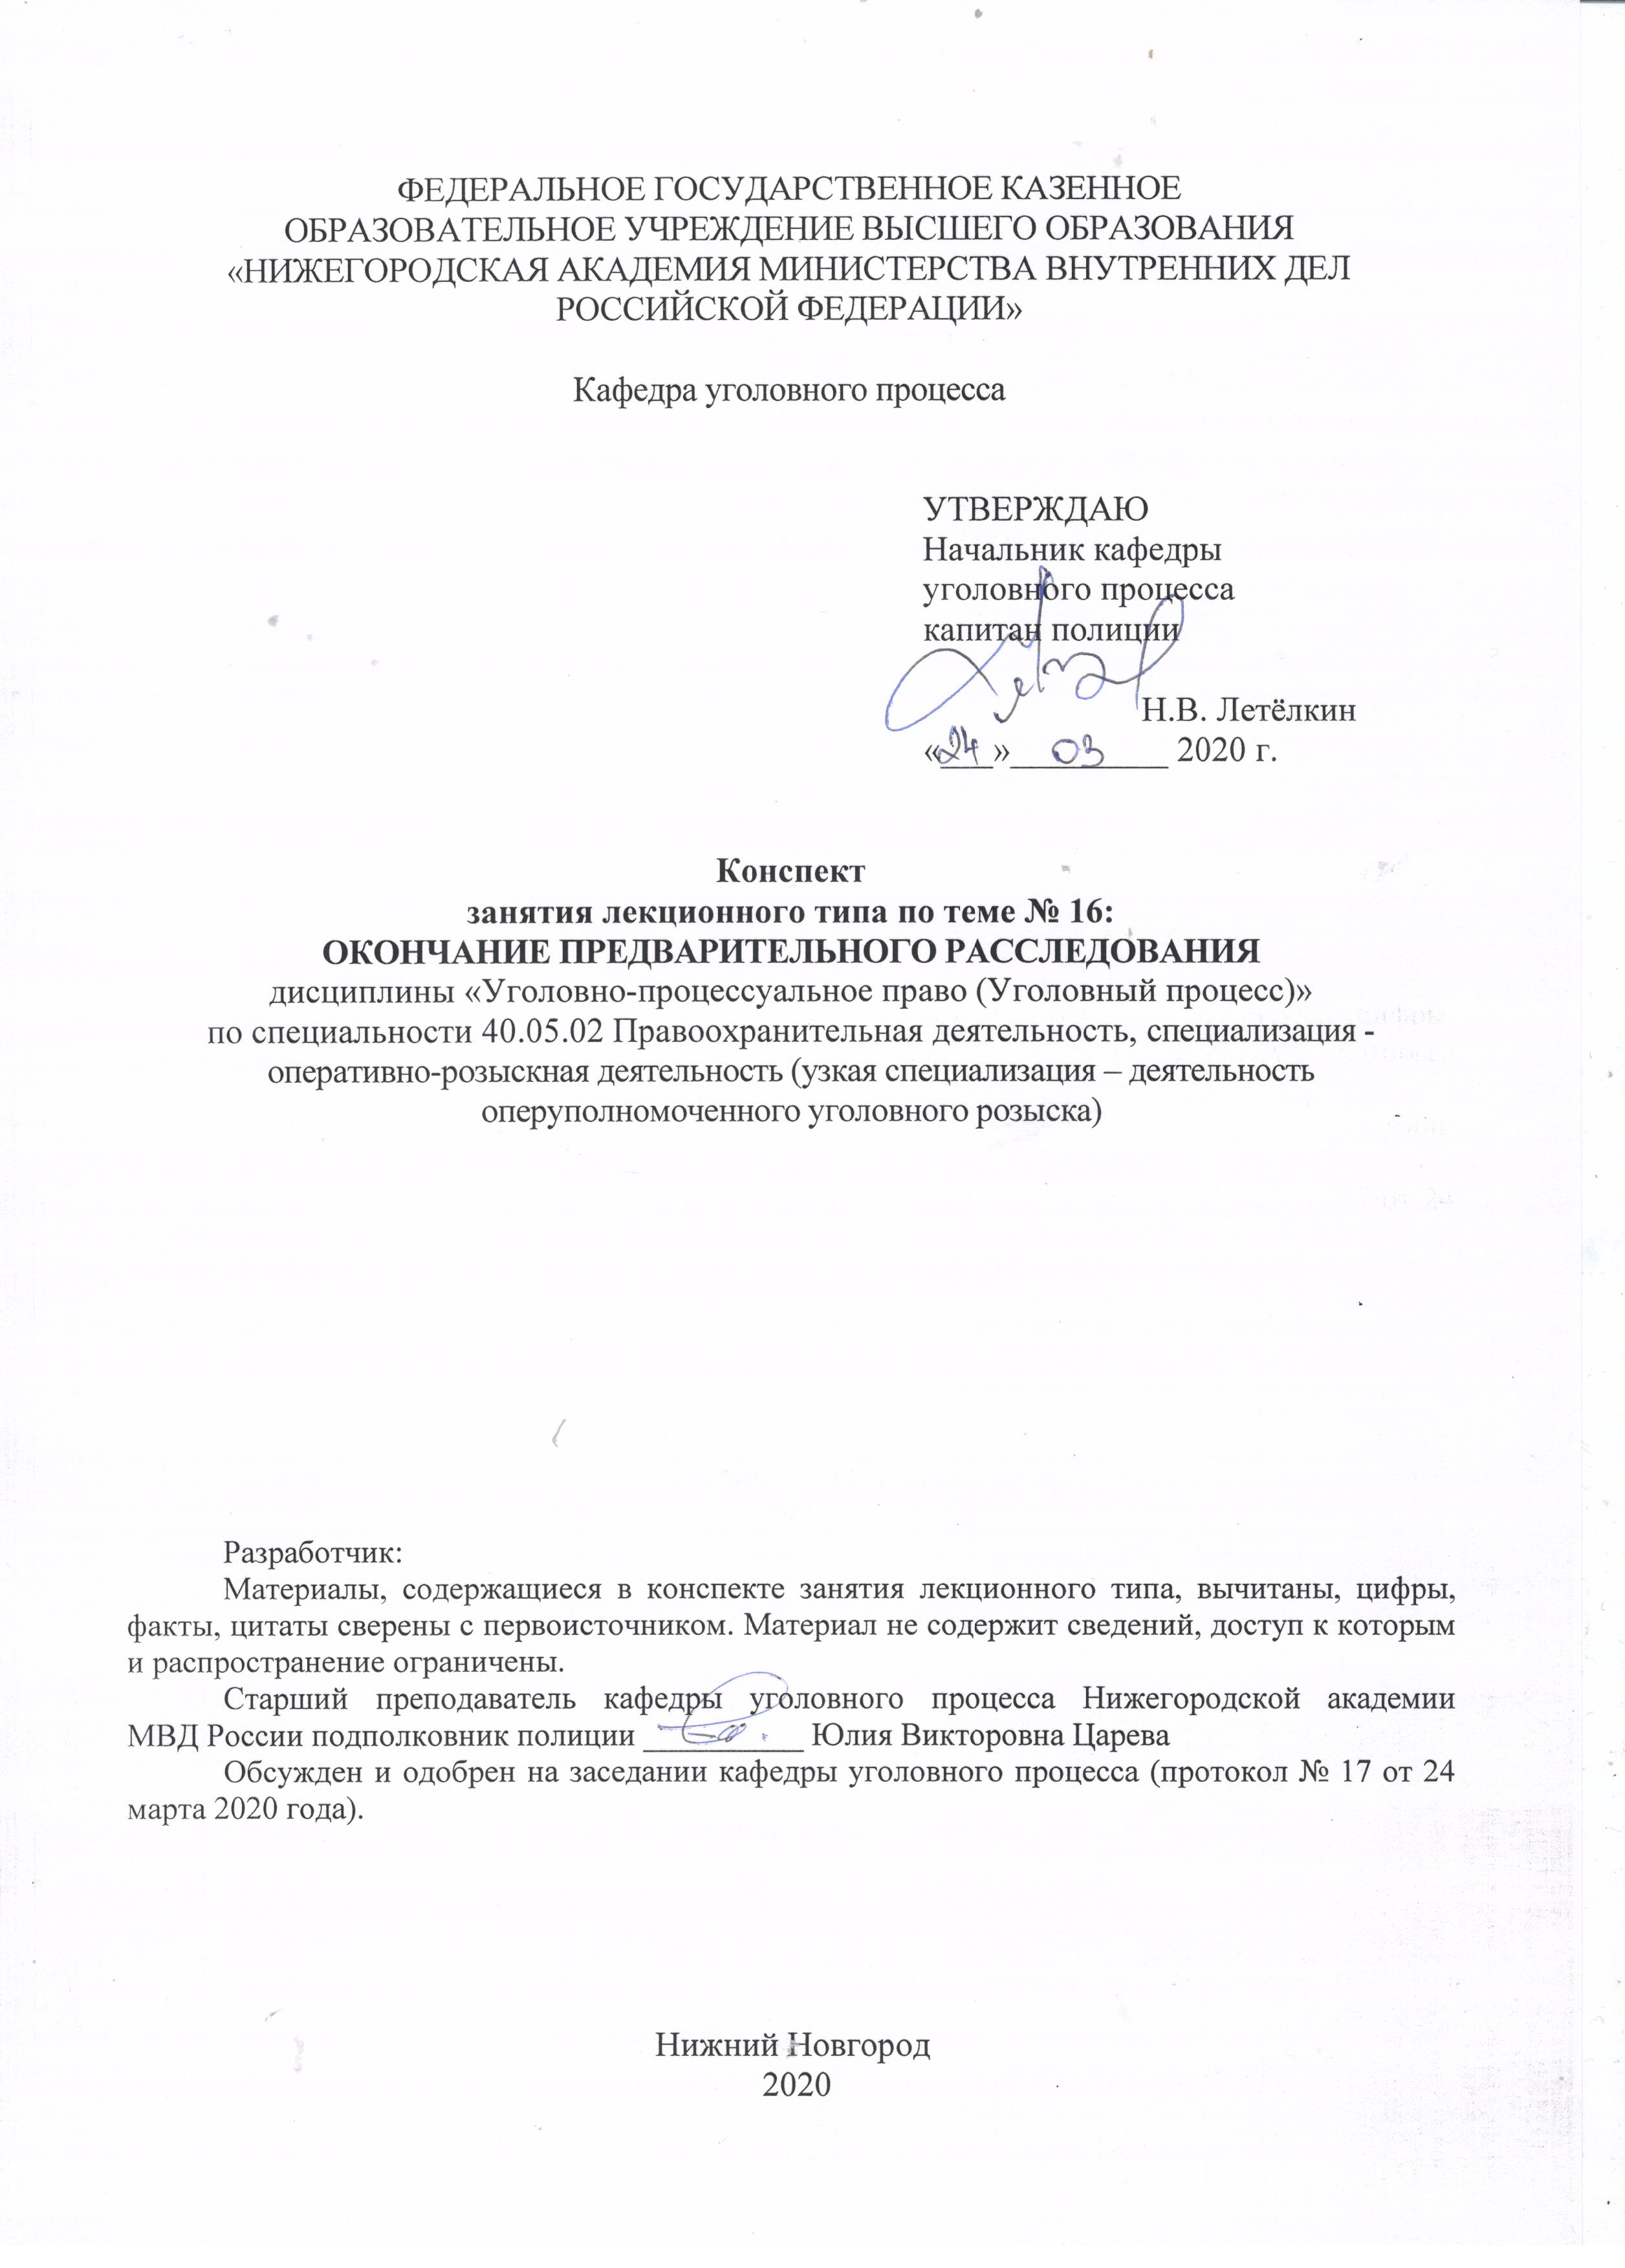 ФЕДЕРАЛЬНОЕ ГОСУДАРСТВЕННОЕ КАЗЕННОЕ
ОБРАЗОВАТЕЛЬНОЕ УЧРЕЖДЕНИЕ ВЫСШЕГО ОБРАЗОВАНИЯ
«НИЖЕГОРОДСКАЯ АКАДЕМИЯ МИНИСТЕРСТВА ВНУТРЕННИХ ДЕЛ
РОССИЙСКОЙ ФЕДЕРАЦИИ»
Кафедра уголовного процесса
УТВЕРЖДАЮ
Начальник кафедры
уголовного процесса
капитан полиции
Н.В. Летёлкин
«24» 03 2020 г.
Конспект
занятия лекционного типа по теме № 16:
ОКОНЧАНИЕ ПРЕДВАРИТЕЛЬНОГО РАССЛЕДОВАНИЯ
дисциплины «Уголовно-процессуальное право (Уголовный процесс)»
по специальности 40.05.02 Правоохранительная деятельность, специализация -
оперативно-розыскная деятельность (узкая специализация – деятельность
оперуполномоченного уголовного розыска)
Разработчик:
Материалы, содержащиеся в конспекте занятия лекционного типа, вычитаны, цифры,
факты, цитаты сверены с первоисточником. Материал не содержит сведений, доступ к которым
и распространение ограничены.
Старший преподаватель кафедры уголовного процесса Нижегородской академии
МВД России подполковник полиции __________ Юлия Викторовна Царева
Обсужден и одобрен на заседании кафедры уголовного процесса (протокол № 17 от 24
марта 2020 года).
Нижний Новгород
2020